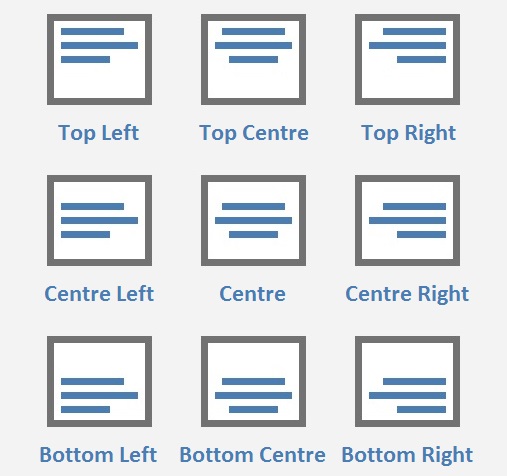 Top Left
Top Centre
Top Right
Centre Left
Centre
Centre Right
Bottom Left
Bottom Centre
Bottom Right